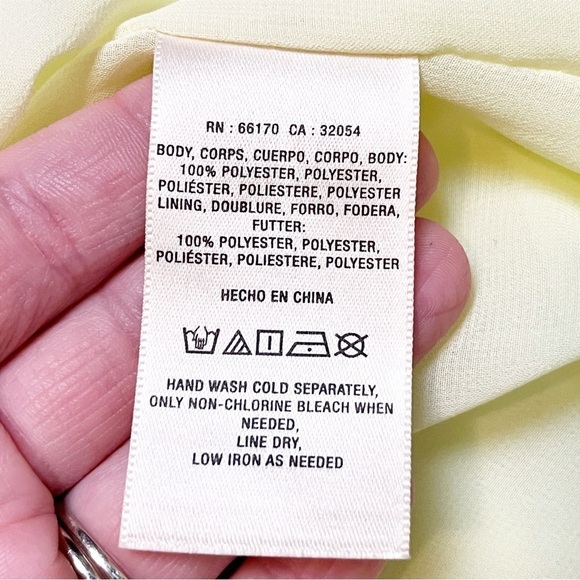 RN : 66170 CA : 32054
BODY, CORPS, CUERPO, CORPO, BODY:
100% POLYESTER, POLYESTER,
POLIÉSTER, POLIESTERE, POLYESTER
LINING, DOUBLURE, FORRO, FODERA,
FUTTER:
100% POLYESTER, POLYESTER,
POLIÉSTER, POLIESTERE, POLYESTER
HECHO EN CHINA
HAND WASH COLD SEPARATELY,
ONLY NON-CHLORINE BLEACH WHEN
NEEDED,
LINE DRY,
LOW IRON AS NEEDED